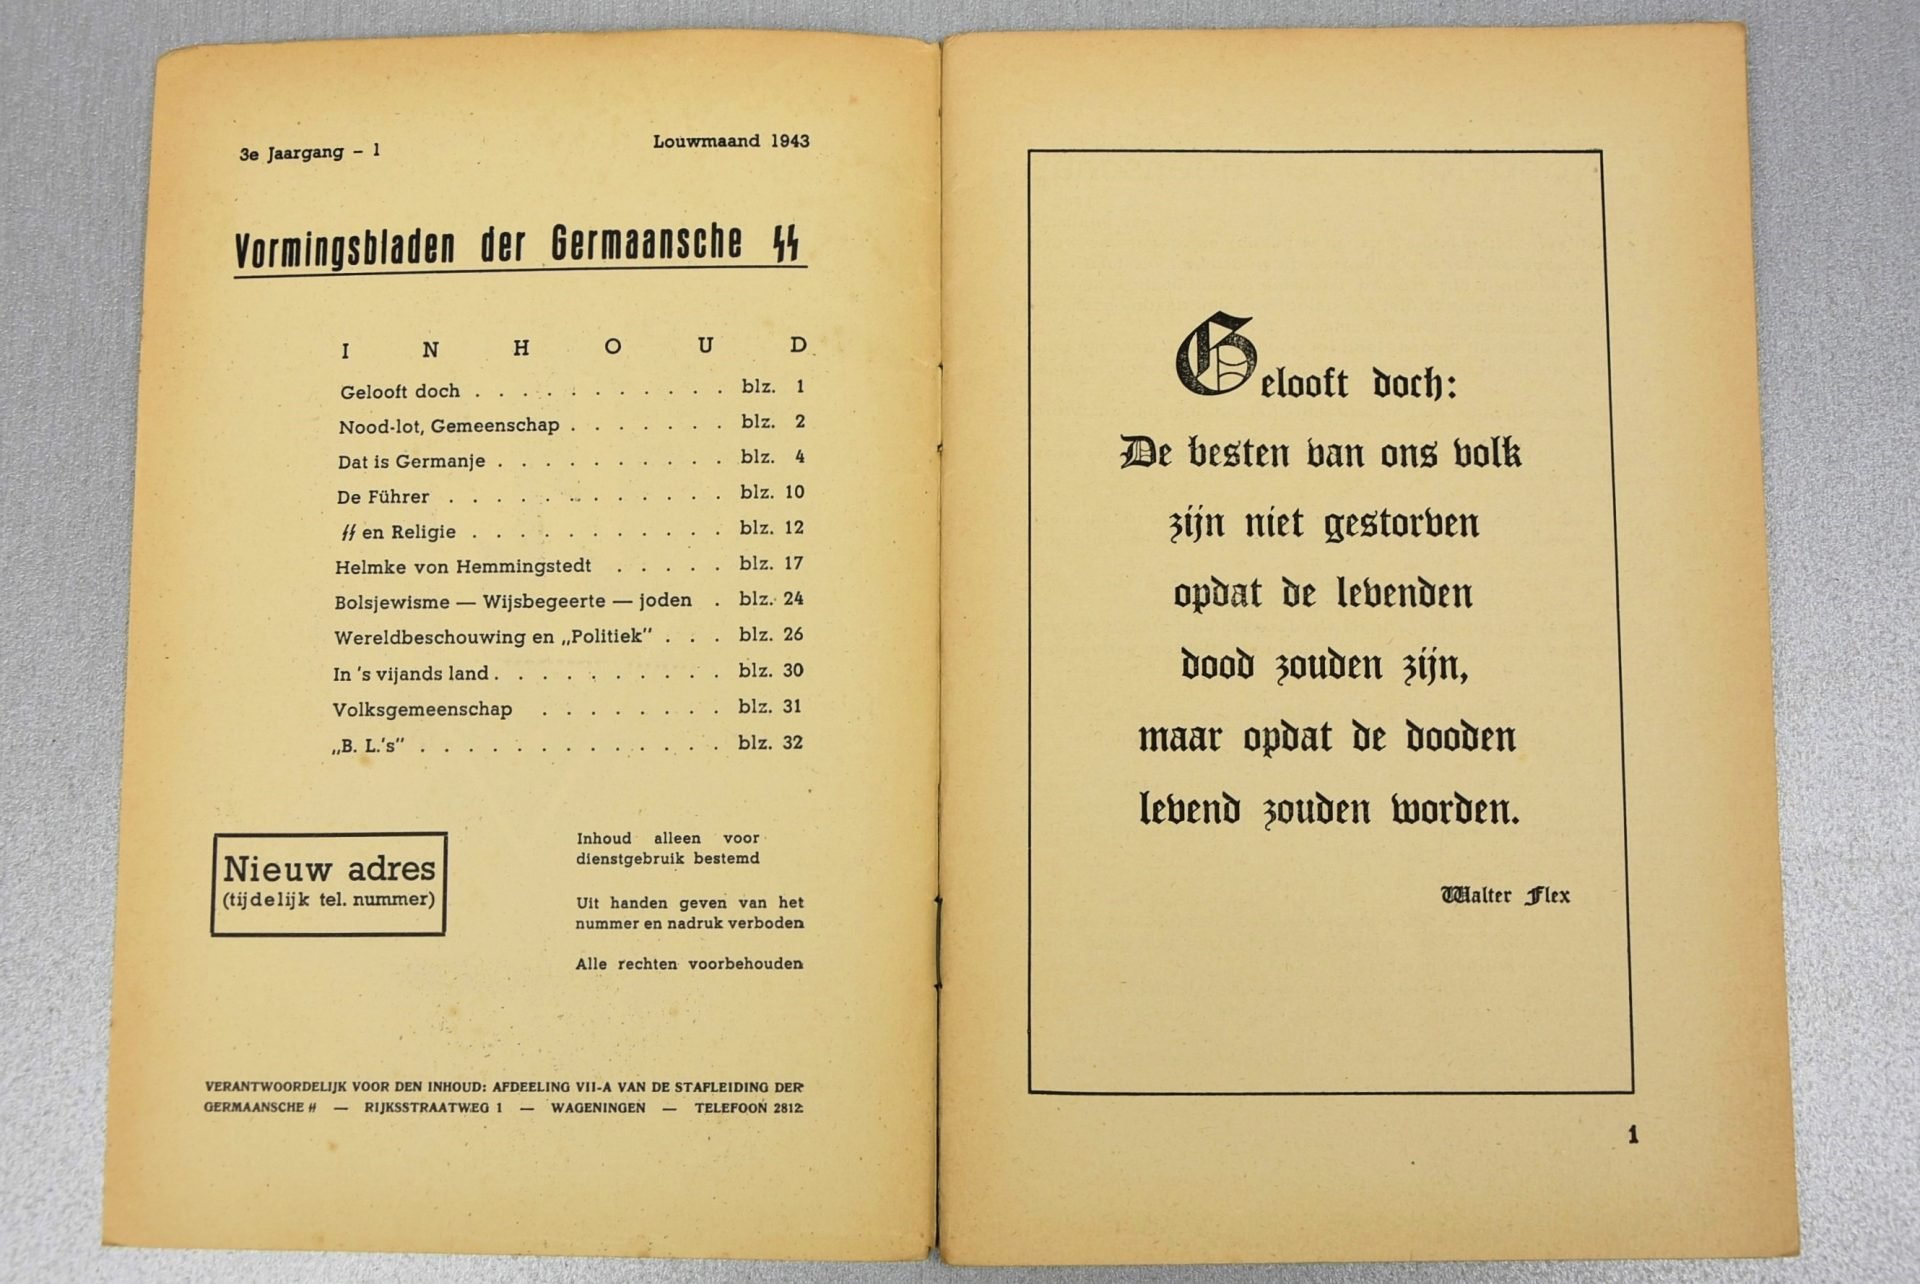 3e Jaargang – 1 Louwmaand 1943
Vormingsbladen der Germaansche ᛋᛋ
INHOUD
Gelooft doch . . . . . . . . . . . blz. 1
Nood-lot, Gemeenschap . . . . . . . blz. 2
Dat is Germanje . . . . . . . . . . blz. 4
De Führer . . . . . . . . . . . . blz. 10
ᛋᛋ en Religie . . . . . . . . . . . blz. 12
Helmke von Hemmingstedt . . . . . blz. 17
Bolsjewisme — Wijsbegeerte — joden . blz. 24
Wereldbeschouwing en „Politiek” . . . blz. 26
In 's vijands land . . . . . . . . . . blz. 30
Volksgemeenschap . . . . . . . . blz. 31
„B. L.'s” . . . . . . . . . . . . . blz. 32
Nieuw adres
(tijdelijk tel. nummer)
Inhoud alleen voor
dienstgebruik bestemd
Uit handen geven van het
nummer en nadruk verboden
Alle rechten voorbehouden
VERANTWOORDELIJK VOOR DEN INHOUD: AFDEELING VII-A VAN DE STAFLEIDING DER
GERMAANSCHE ᛋᛋ — RIJKSSTRAATWEG 1 — WAGENINGEN — TELEFOON 2812
Gelooft doch:
De besten van ons volk
zijn niet gestorven
opdat de levenden
dood zouden zijn,
maar opdat de dooden
levend zouden worden.
Walter Flex
1